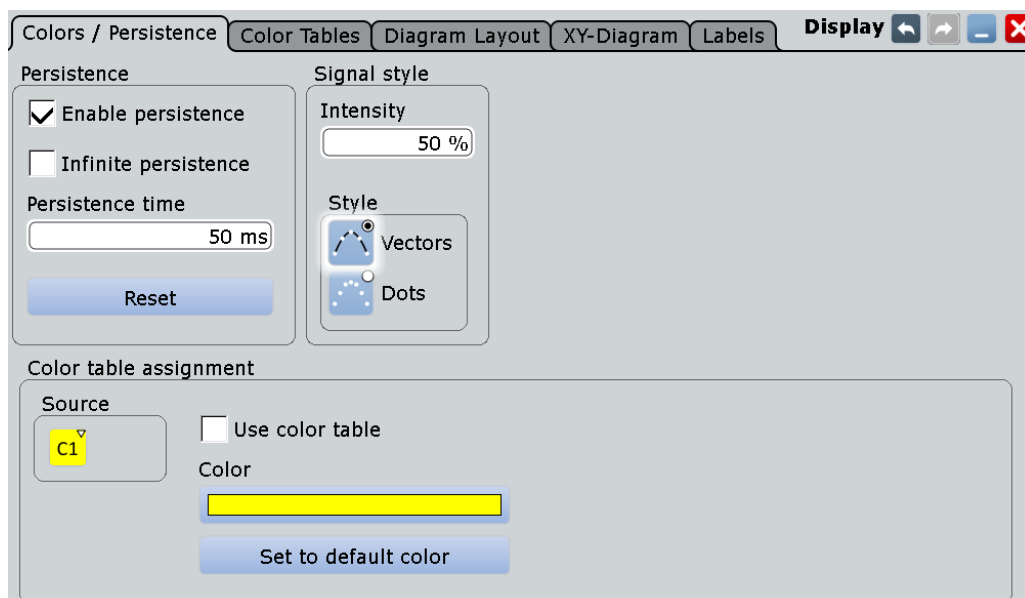 Colors / Persistence Color Tables Diagram Layout XY-Diagram Labels Display
Persistence
Enable persistence
Infinite persistence
Persistence time
50 ms
Reset
Signal style
Intensity
50 %
Style
Vectors
Dots
Color table assignment
Source
C1
Use color table
Color
Set to default color